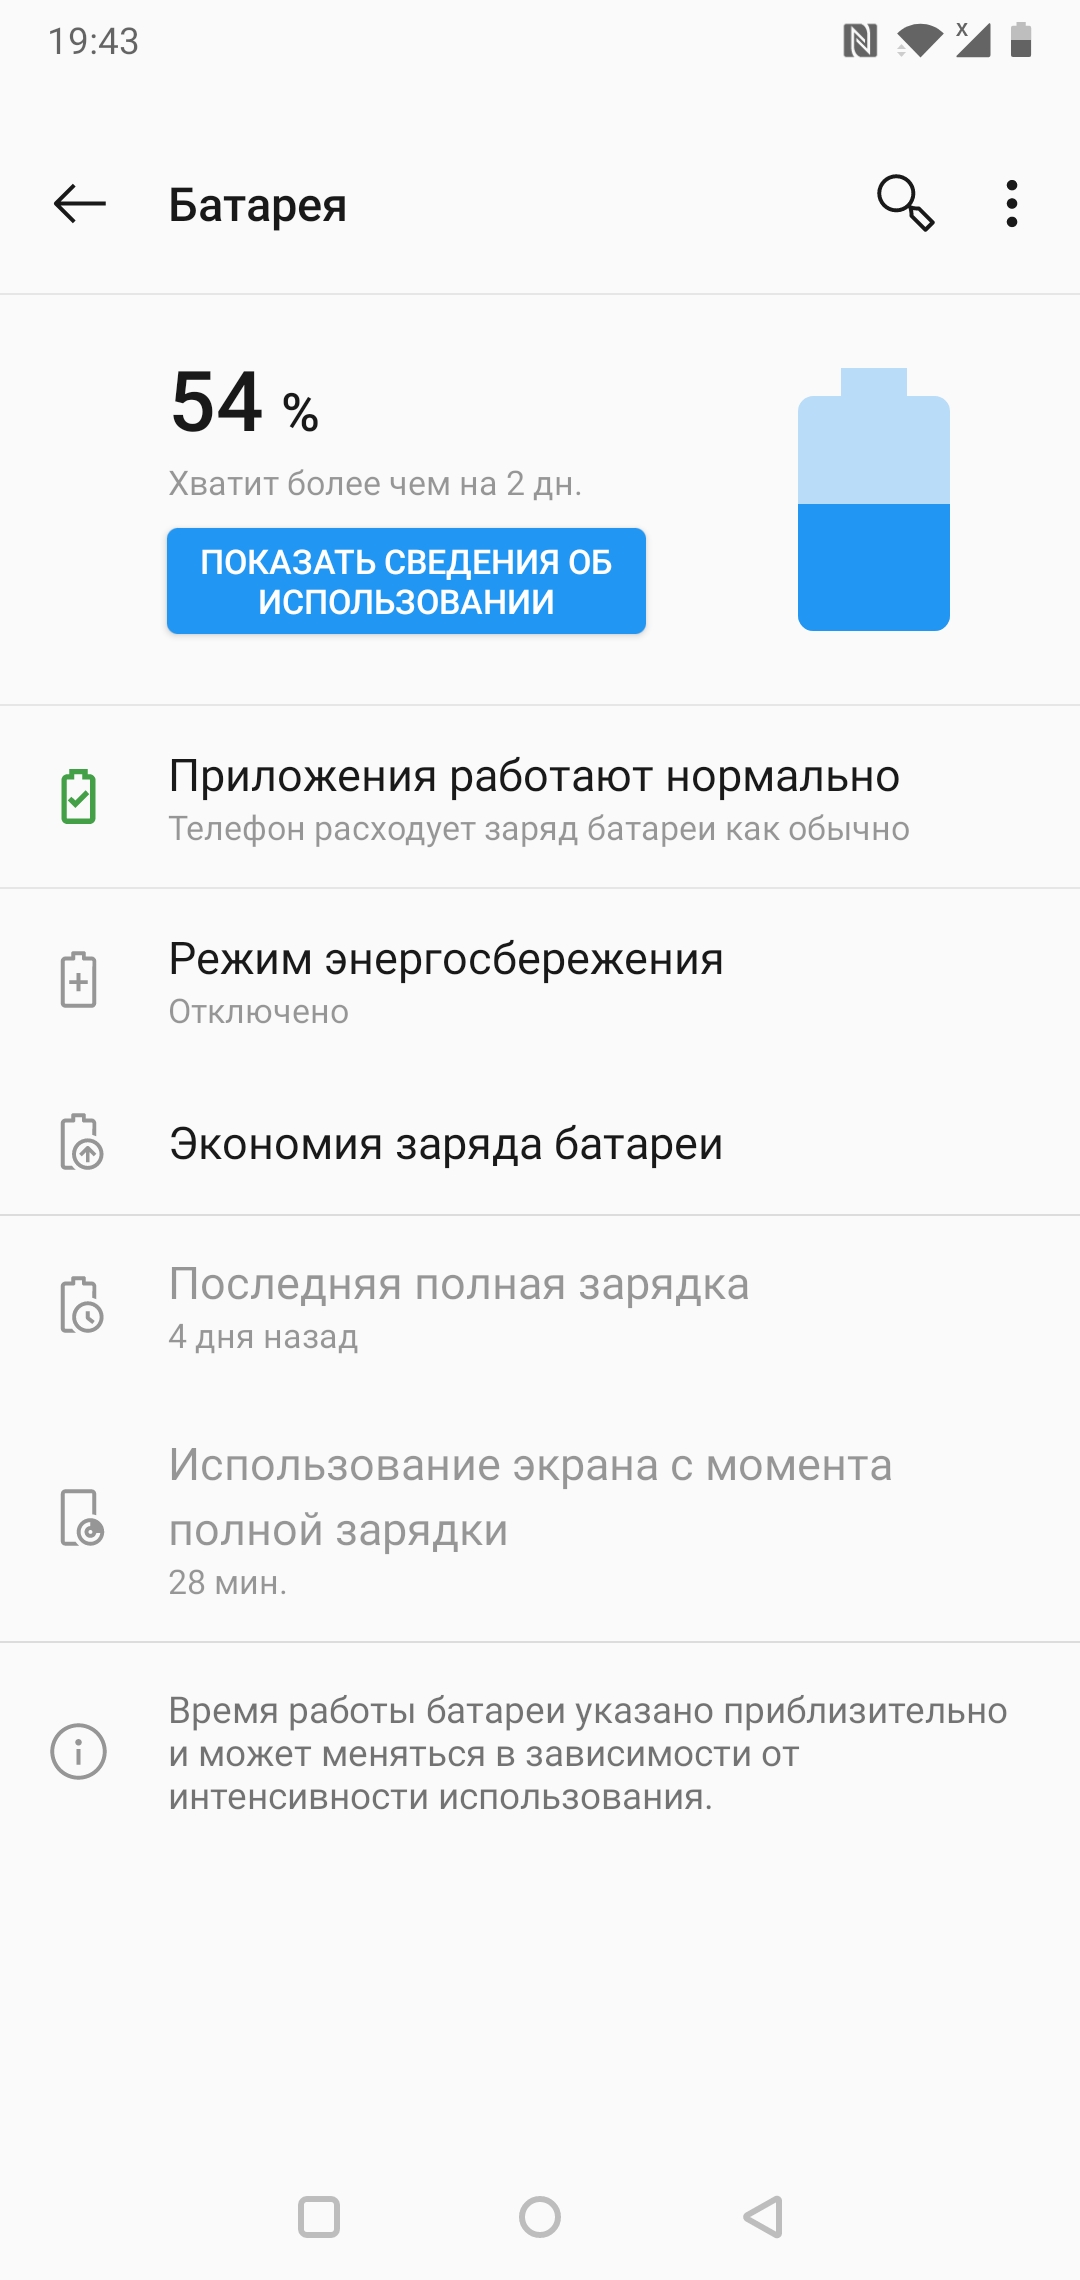 19:43
x
Батарея
54 %
Хватит более чем на 2 дн.
ПОКАЗАТЬ СВЕДЕНИЯ ОБ
ИСПОЛЬЗОВАНИИ
Приложения работают нормально
Телефон расходует заряд батареи как обычно
Режим энергосбережения
Отключено
Экономия заряда батареи
Последняя полная зарядка
4 дня назад
Использование экрана с момента
полной зарядки
28 мин.
Время работы батареи указано приблизительно
и может меняться в зависимости от
интенсивности использования.